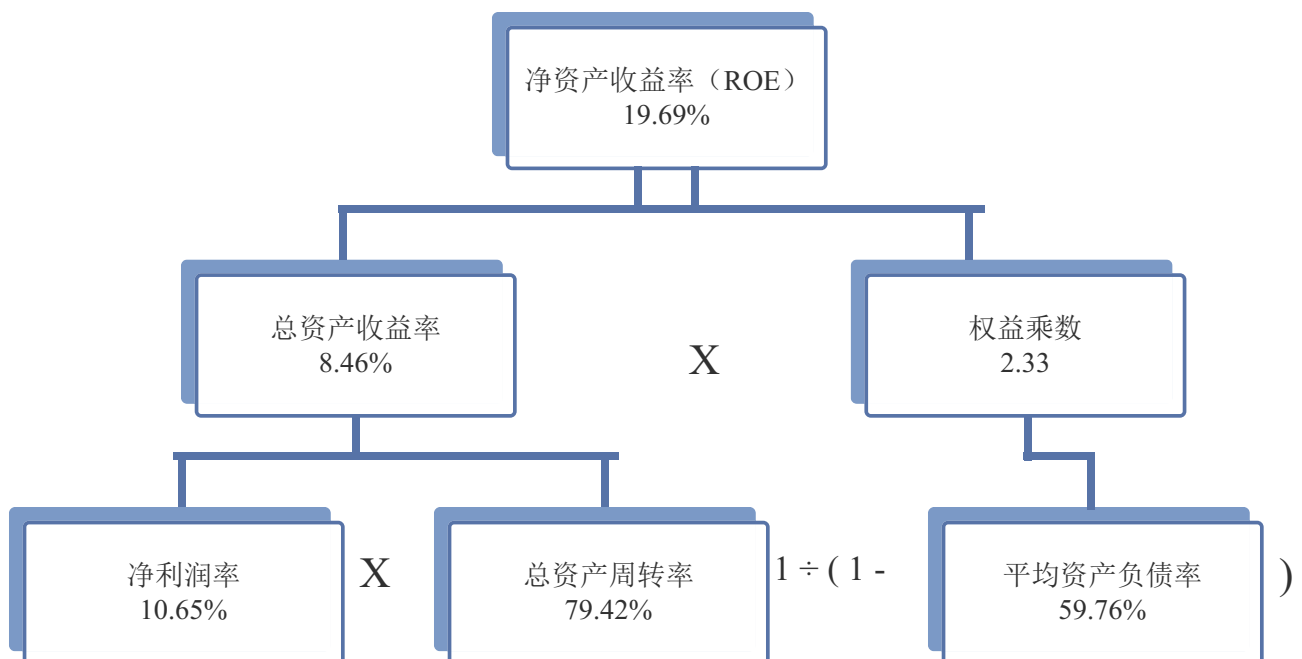 净资产收益率（ROE）
19.69%
总资产收益率
8.46%
X
权益乘数
2.33
净利润率
10.65%
X
总资产周转率
79.42%
1 ÷ ( 1 -
平均资产负债率
59.76%
)